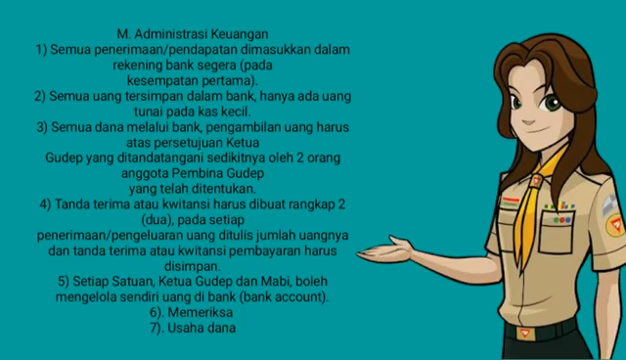 M. Administrasi Keuangan
1) Semua penerimaan/pendapatan dimasukkan dalam
rekening bank segera (pada
kesempatan pertama).
2) Semua uang tersimpan dalam bank, hanya ada uang
tunai pada kas kecil.
3) Semua dana melalui bank, pengambilan uang harus
atas persetujuan Ketua
Gudep yang ditandatangani sedikitnya oleh 2 orang
anggota Pembina Gudep
yang telah ditentukan.
4) Tanda terima atau kwitansi harus dibuat rangkap 2
(dua), pada setiap
penerimaan/pengeluaran uang ditulis jumlah uangnya
dan tanda terima atau kwitansi pembayaran harus
disimpan.
5) Setiap Satuan, Ketua Gudep dan Mabi, boleh
mengelola sendiri uang di bank (bank account).
6). Memeriksa
7). Usaha dana